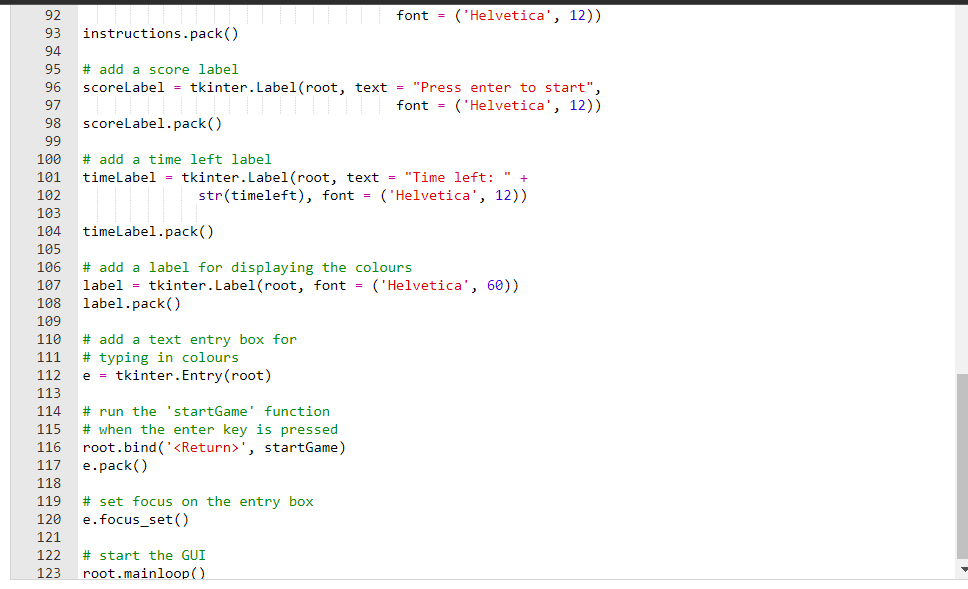 92                                       font = ('Helvetica', 12))
93 instructions.pack()
94
95 # add a score label
96 scoreLabel = tkinter.Label(root, text = "Press enter to start",
97                                       font = ('Helvetica', 12))
98 scoreLabel.pack()
99
100 # add a time left label
101 timeLabel = tkinter.Label(root, text = "Time left: " +
102               str(timeleft), font = ('Helvetica', 12))
103
104 timeLabel.pack()
105
106 # add a label for displaying the colours
107 label = tkinter.Label(root, font = ('Helvetica', 60))
108 label.pack()
109
110 # add a text entry box for
111 # typing in colours
112 e = tkinter.Entry(root)
113
114 # run the 'startGame' function
115 # when the enter key is pressed
116 root.bind('<Return>', startGame)
117 e.pack()
118
119 # set focus on the entry box
120 e.focus_set()
121
122 # start the GUI
123 root.mainloop()